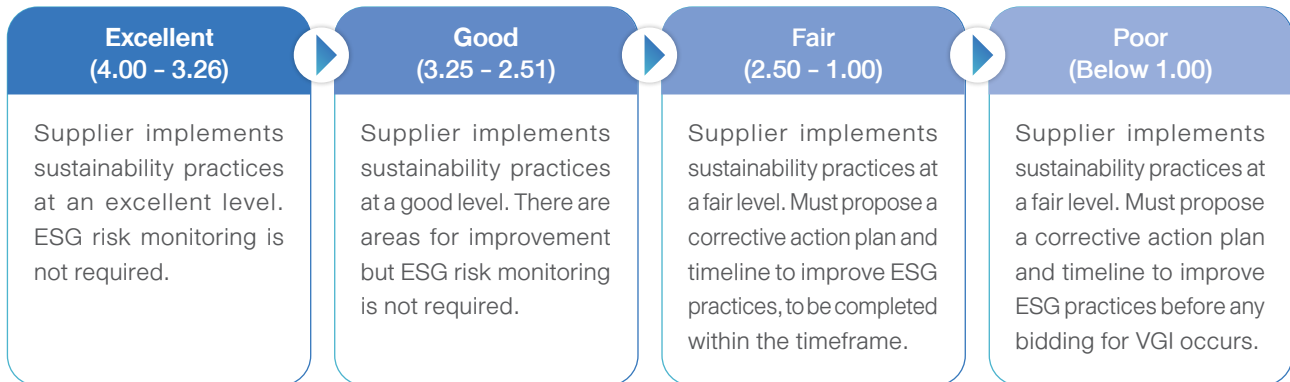 Excellent
(4.00 – 3.26)
Supplier implements
sustainability practices
at an excellent level.
ESG risk monitoring is
not required.
Good
(3.25 – 2.51)
Supplier implements
sustainability practices
at a good level. There are
areas for improvement
but ESG risk monitoring
is not required.
Fair
(2.50 – 1.00)
Supplier implements
sustainability practices at
a fair level. Must propose a
corrective action plan and
timeline to improve ESG
practices, to be completed
within the timeframe.
Poor
(Below 1.00)
Supplier implements
sustainability practices at
a fair level. Must propose
a corrective action plan
and timeline to improve
ESG practices before any
bidding for VGI occurs.